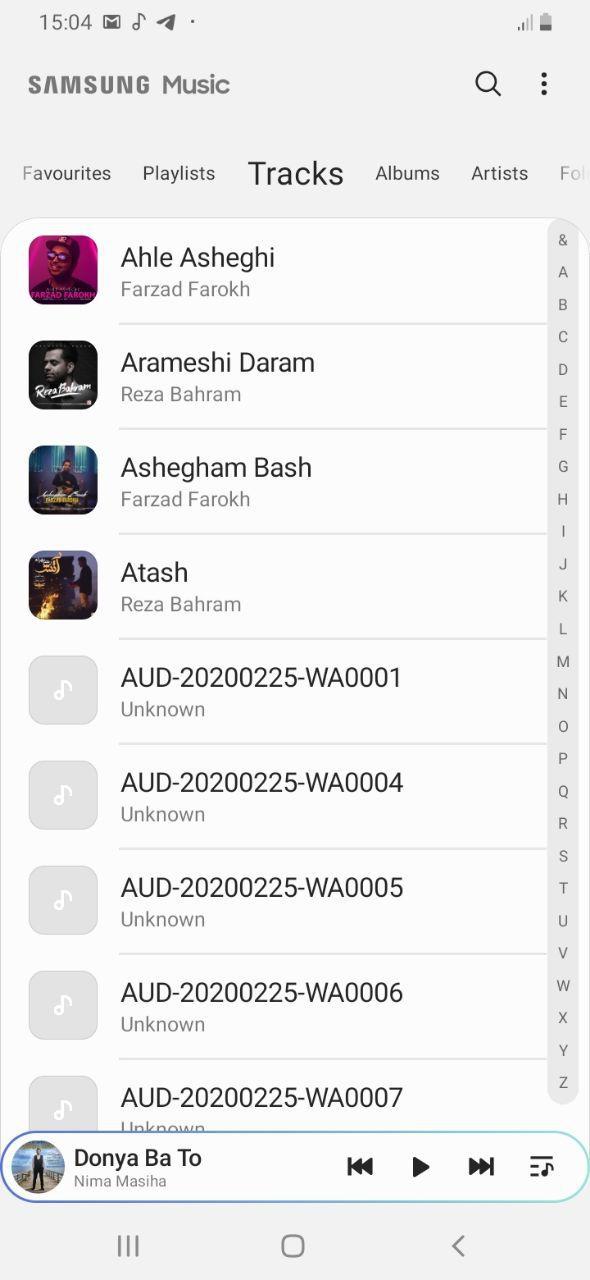 15:04
SAMSUNG Music
Favourites Playlists Tracks Albums Artists Fol
Ahle Asheghi
Farzad Farokh
FARZAD FAROKH
Arameshi Daram
Reza Bahram
Reza Bahram
Ashegham Bash
Farzad Farokh
Atash
Reza Bahram
آتش
AUD-20200225-WA0001
Unknown
AUD-20200225-WA0004
Unknown
AUD-20200225-WA0005
Unknown
AUD-20200225-WA0006
Unknown
AUD-20200225-WA0007
Unknown
&
A
B
C
D
E
F
G
H
I
J
K
L
M
N
O
P
Q
R
S
T
U
V
W
X
Y
Z
Donya Ba To
Nima Masiha